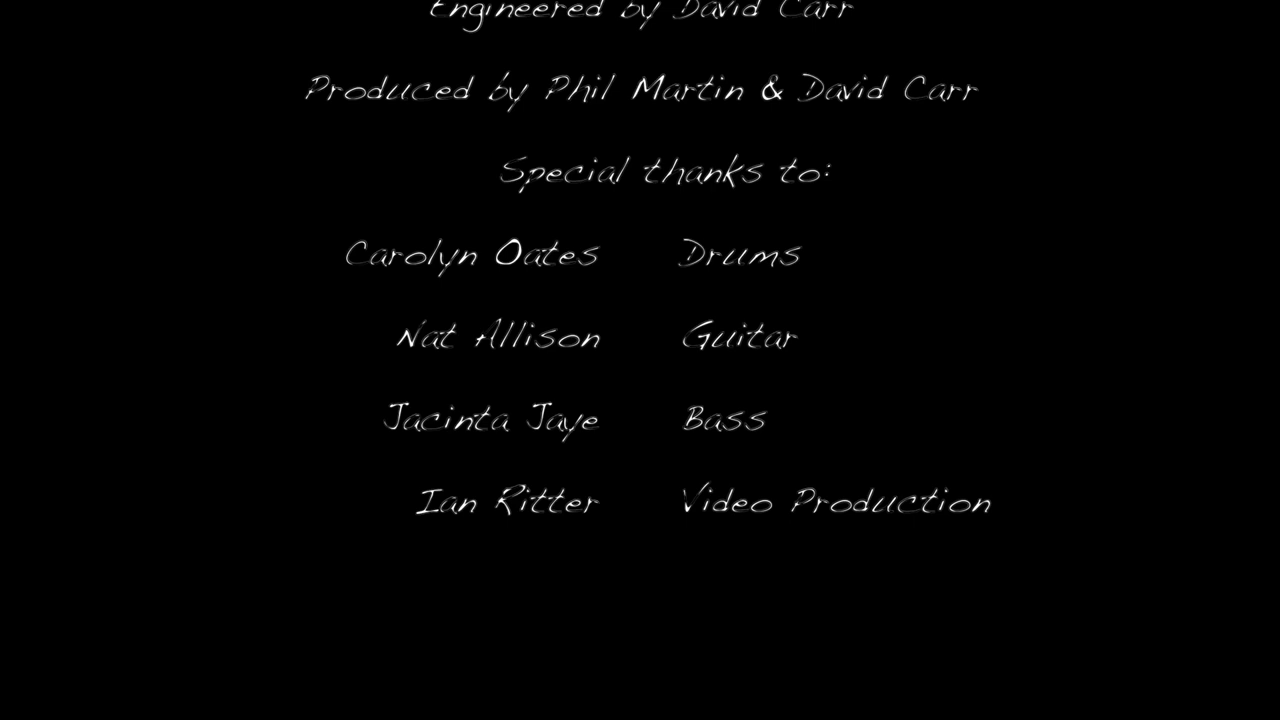 Engineered by David Carr
Produced by Phil Martin & David Carr
Special thanks to:
Carolyn Oates Drums
Nat Allison Guitar
Jacinta Jaye Bass
Ian Ritter Video Production